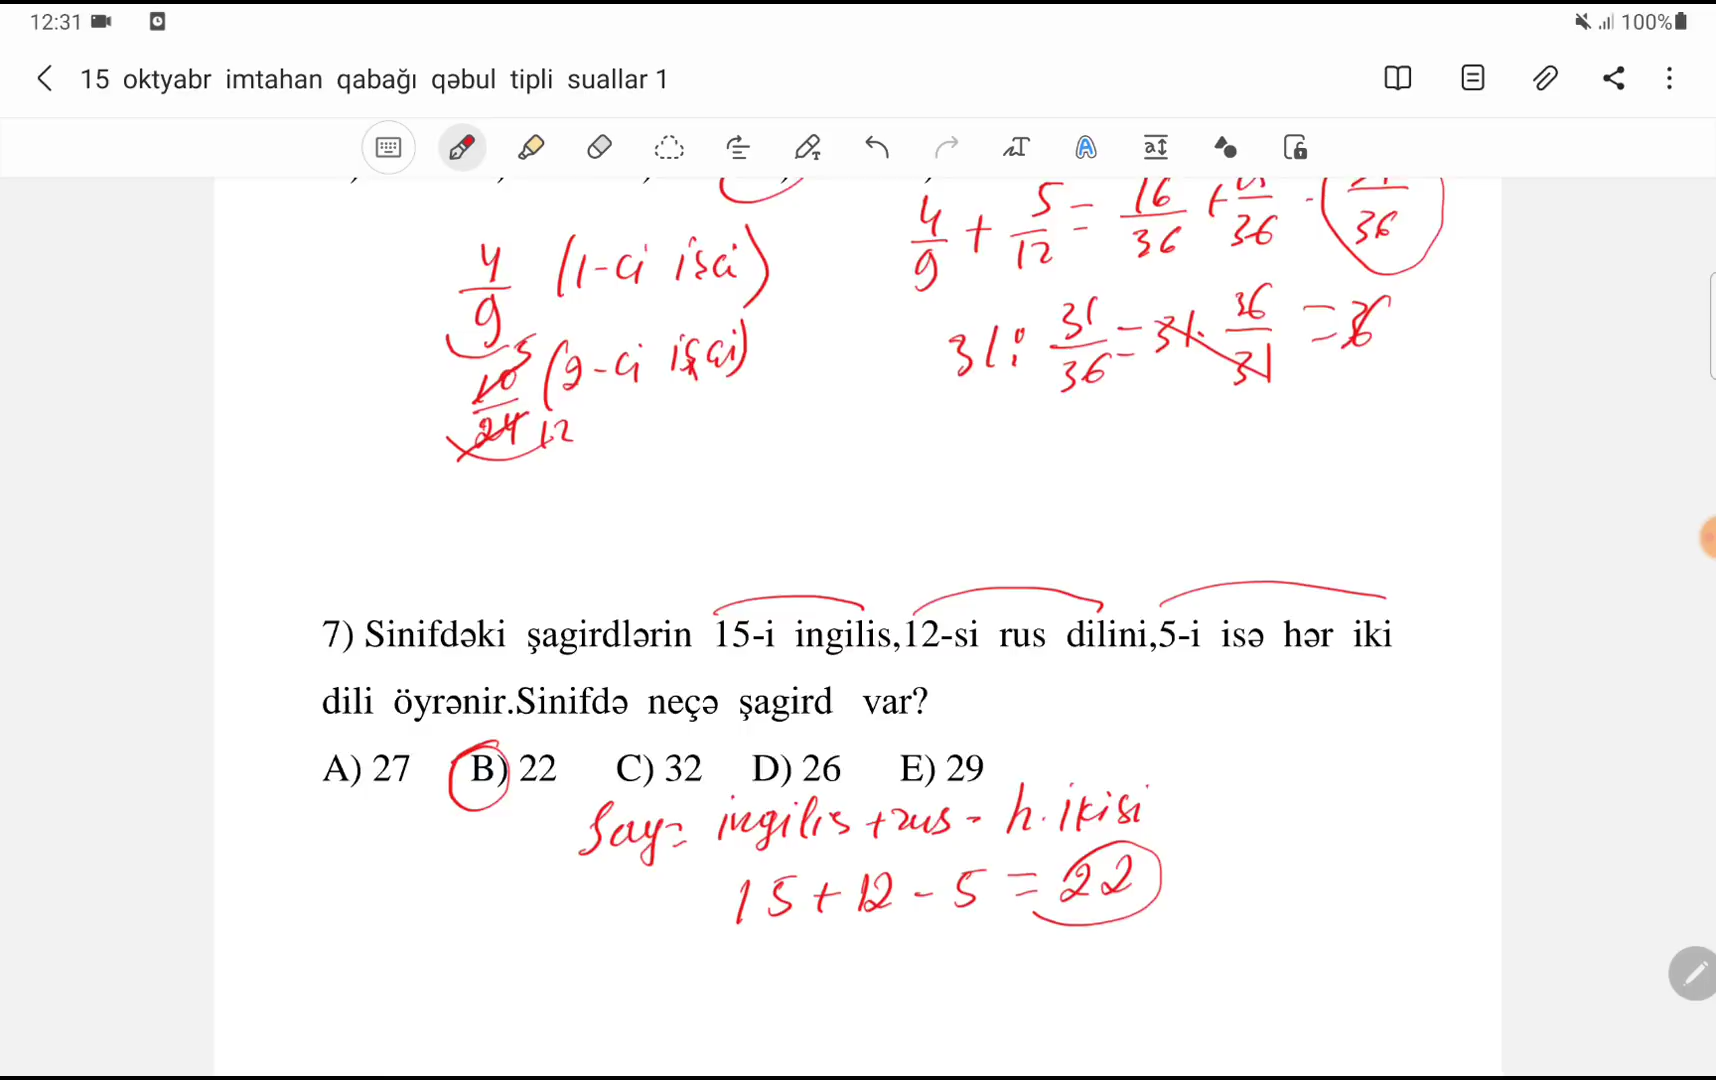 12:31 100%
15 oktyabr imtahan qabağı qəbul tipli suallar 1
4/9 + 5/12 = 16/36 + /36 36
4/9 (1-ci işçi)
31 : 31/36 = 31 · 36/31 = 36
10/24 5 12 (2-ci işçi)
7) Sinifdəki şagirdlərin 15-i ingilis,12-si rus dilini,5-i isə hər iki
dili öyrənir.Sinifdə neçə şagird var?
A) 27 B) 22 C) 32 D) 26 E) 29
Say= ingilis + rus - h. ikisi
15 + 12 - 5 = 22